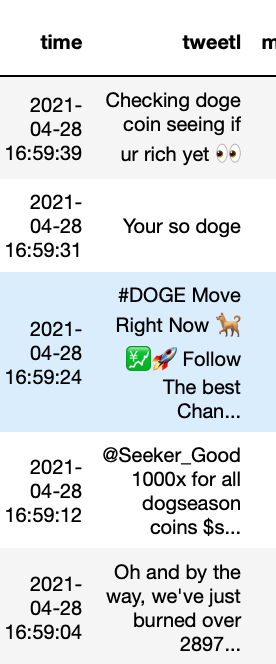 time tweetl m
2021-
04-28
16:59:39
Checking doge
coin seeing if
ur rich yet 👀
2021-
04-28
16:59:31
Your so doge
2021-
04-28
16:59:24
#DOGE Move
Right Now 🐕
💹🚀 Follow
The best
Chan...
2021-
04-28
16:59:12
@Seeker_Good
1000x for all
dogseason
coins $s...
2021-
04-28
16:59:04
Oh and by the
way, we've just
burned over
2897...